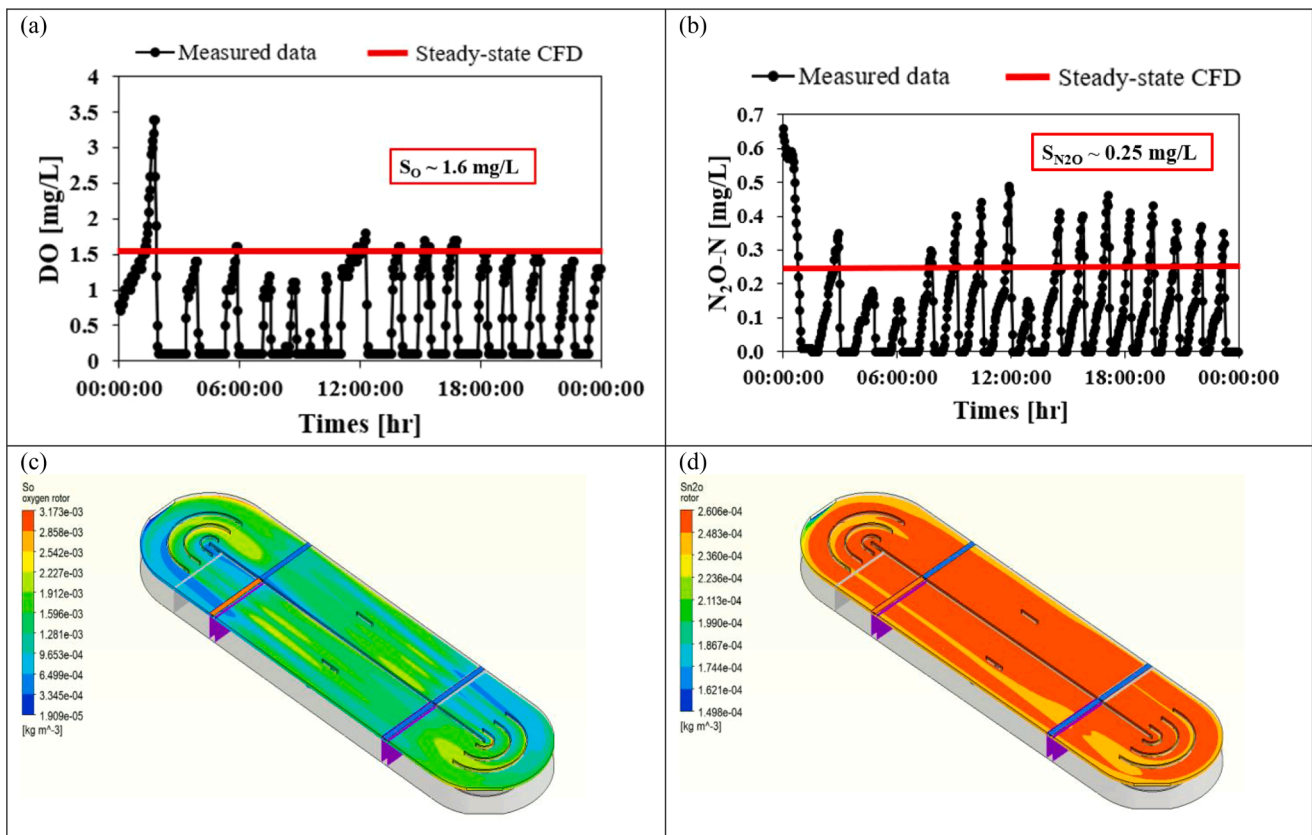 (a)
Measured data
Steady-state CFD
DO [mg/L]
4
3.5
3
2.5
2
1.5
1
0.5
0
S_O ~ 1.6 mg/L
00:00:00 06:00:00 12:00:00 18:00:00 00:00:00
Times [hr]
(b)
Measured data
Steady-state CFD
N₂O-N [mg/L]
0.7
0.6
0.5
0.4
0.3
0.2
0.1
0.0
S_N2O ~ 0.25 mg/L
00:00:00 06:00:00 12:00:00 18:00:00 00:00:00
Times [hr]
(c)
So
oxygen rotor
3.173e-03
2.858e-03
2.542e-03
2.227e-03
1.912e-03
1.596e-03
1.281e-03
9.653e-04
6.499e-04
3.345e-04
1.909e-05
[kg m^-3]
(d)
Sn2o
rotor
2.606e-04
2.483e-04
2.360e-04
2.236e-04
2.113e-04
1.990e-04
1.867e-04
1.744e-04
1.621e-04
1.498e-04
[kg m^-3]